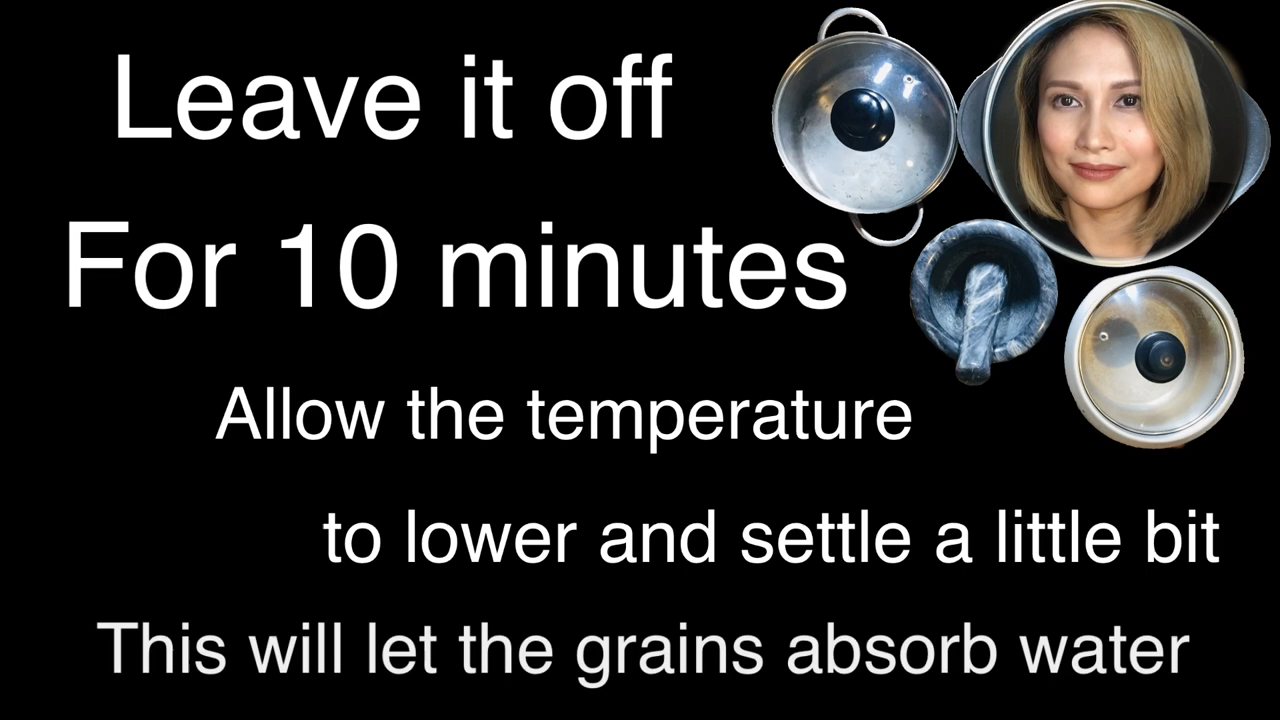 Leave it off
For 10 minutes
Allow the temperature
to lower and settle a little bit
This will let the grains absorb water